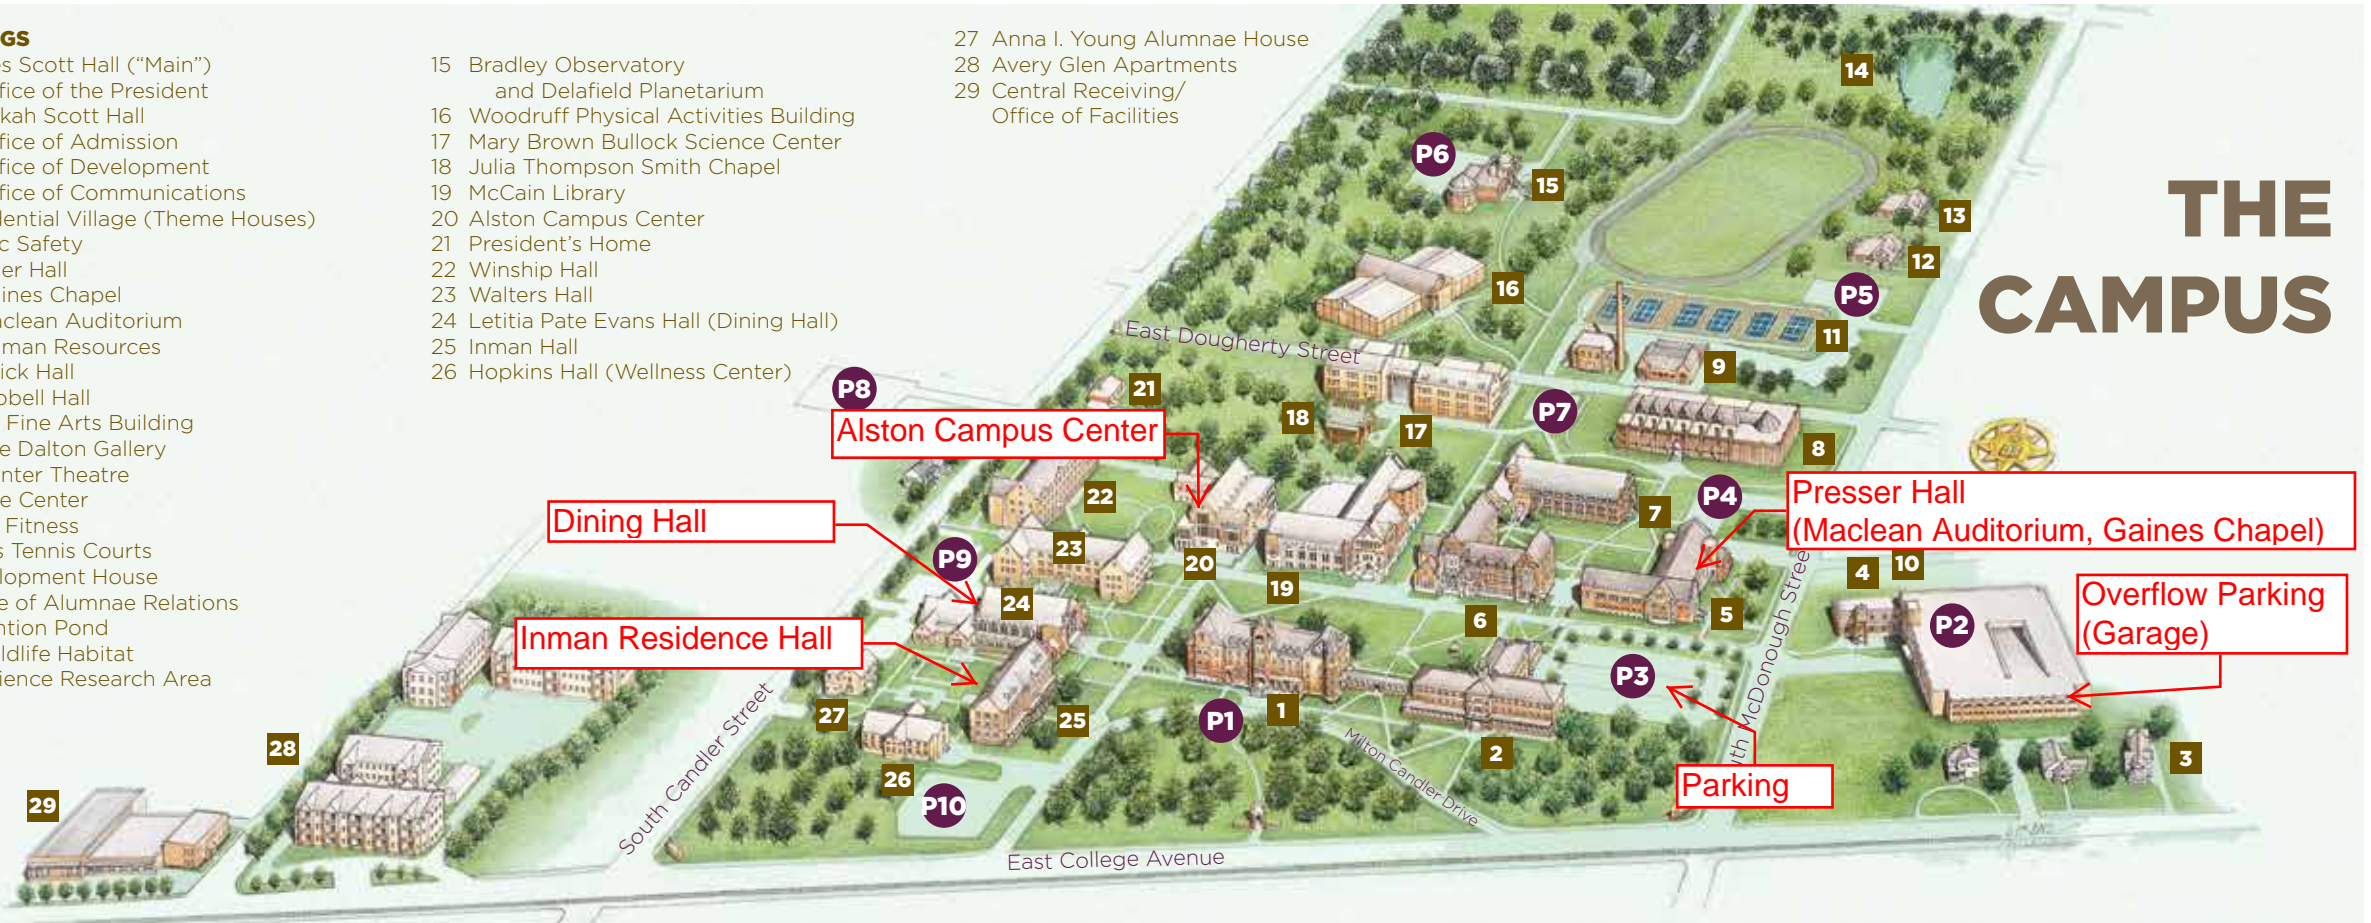 GS
s Scott Hall (“Main”)
fice of the President
kah Scott Hall
fice of Admission
fice of Development
fice of Communications
dential Village (Theme Houses)
c Safety
er Hall
ines Chapel
aclean Auditorium
man Resources
ick Hall
bell Hall
Fine Arts Building
e Dalton Gallery
nter Theatre
e Center
Fitness
s Tennis Courts
lopment House
e of Alumnae Relations
ntion Pond
ildlife Habitat
ience Research Area
15 Bradley Observatory
and Delafield Planetarium
16 Woodruff Physical Activities Building
17 Mary Brown Bullock Science Center
18 Julia Thompson Smith Chapel
19 McCain Library
20 Alston Campus Center
21 President’s Home
22 Winship Hall
23 Walters Hall
24 Letitia Pate Evans Hall (Dining Hall)
25 Inman Hall
26 Hopkins Hall (Wellness Center)
27 Anna I. Young Alumnae House
28 Avery Glen Apartments
29 Central Receiving/
Office of Facilities
THE
CAMPUS
14
P6
15
13
12
16
P5
11
East Dougherty Street
9
P8
21
P7
18
17
8
Alston Campus Center
22
7
P4
Presser Hall
(Maclean Auditorium, Gaines Chapel)
Dining Hall
23
P9
20
19
4
10
24
6
5
P2
Overflow Parking
(Garage)
Inman Residence Hall
P3
South Candler Street
South McDonough Street
27
25
P1
1
Milton Candler Drive
2
28
3
26
P10
Parking
29
East College Avenue